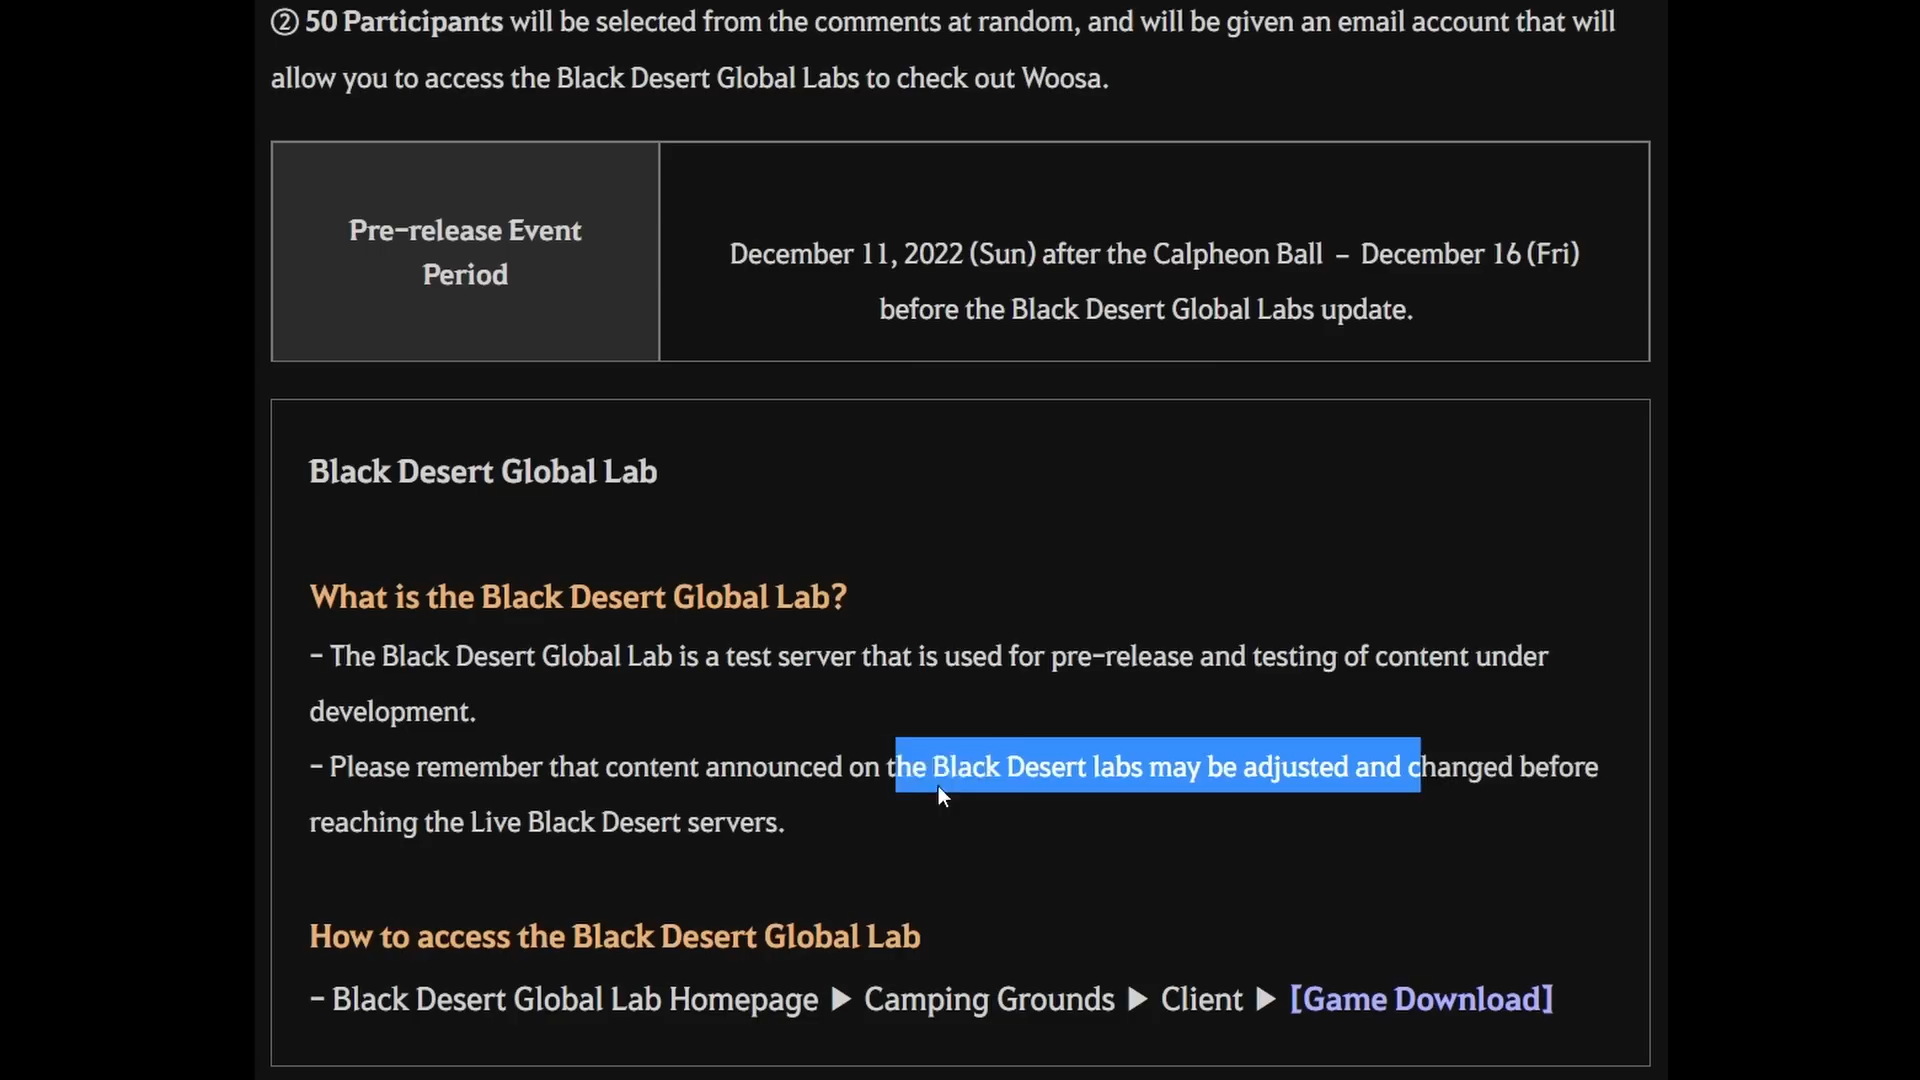 ② 50 Participants will be selected from the comments at random, and will be given an email account that will
allow you to access the Black Desert Global Labs to check out Woosa.
Pre-release Event
Period
December 11, 2022 (Sun) after the Calpheon Ball – December 16 (Fri)
before the Black Desert Global Labs update.
Black Desert Global Lab
What is the Black Desert Global Lab?
- The Black Desert Global Lab is a test server that is used for pre-release and testing of content under
development.
- Please remember that content announced on the Black Desert labs may be adjusted and changed before
reaching the Live Black Desert servers.
How to access the Black Desert Global Lab
- Black Desert Global Lab Homepage ▶ Camping Grounds ▶ Client ▶ [Game Download]